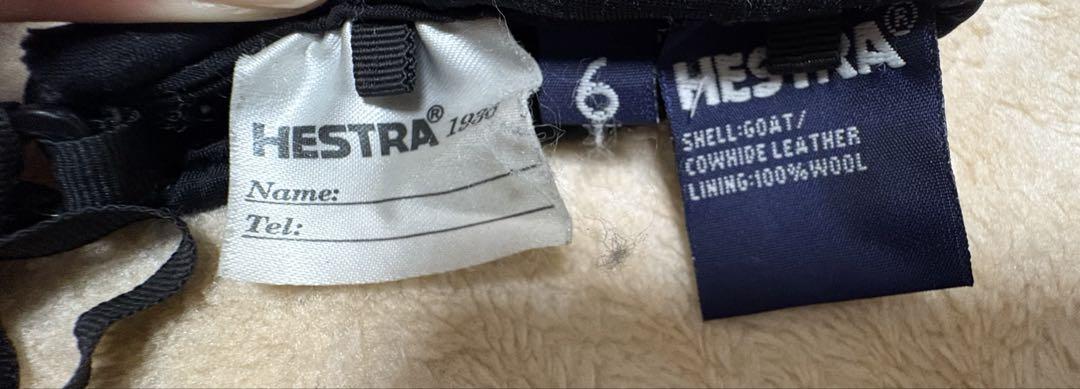 HESTRA® 1936
Name:
Tel:
6
HESTRA®
SHELL:GOAT/
COWHIDE LEATHER
LINING:100%WOOL